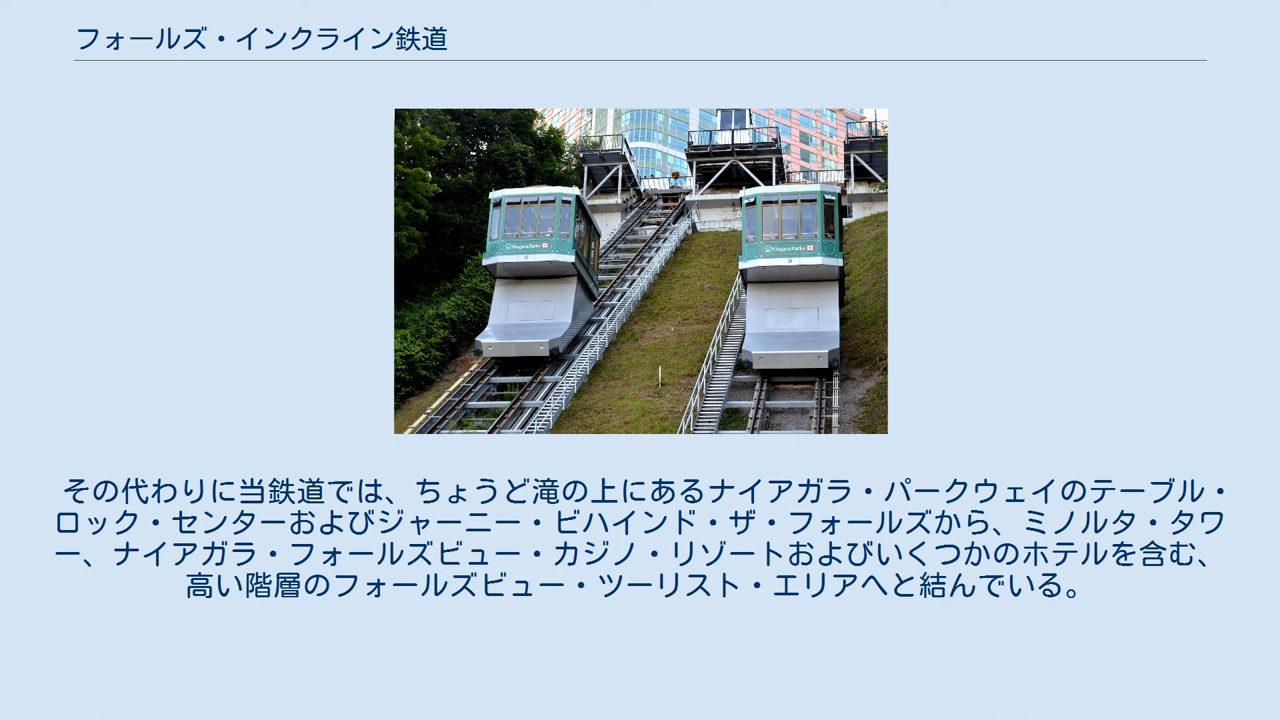 フォールズ・インクライン鉄道
Niagara Parks
Niagara Parks
その代わりに当鉄道では、ちょうど滝の上にあるナイアガラ・パークウェイのテーブル・
ロック・センターおよびジャーニー・ビハインド・ザ・フォールズから、ミノルタ・タワ
ー、ナイアガラ・フォールズビュー・カジノ・リゾートおよびいくつかのホテルを含む、
高い階層のフォールズビュー・ツーリスト・エリアへと結んでいる。